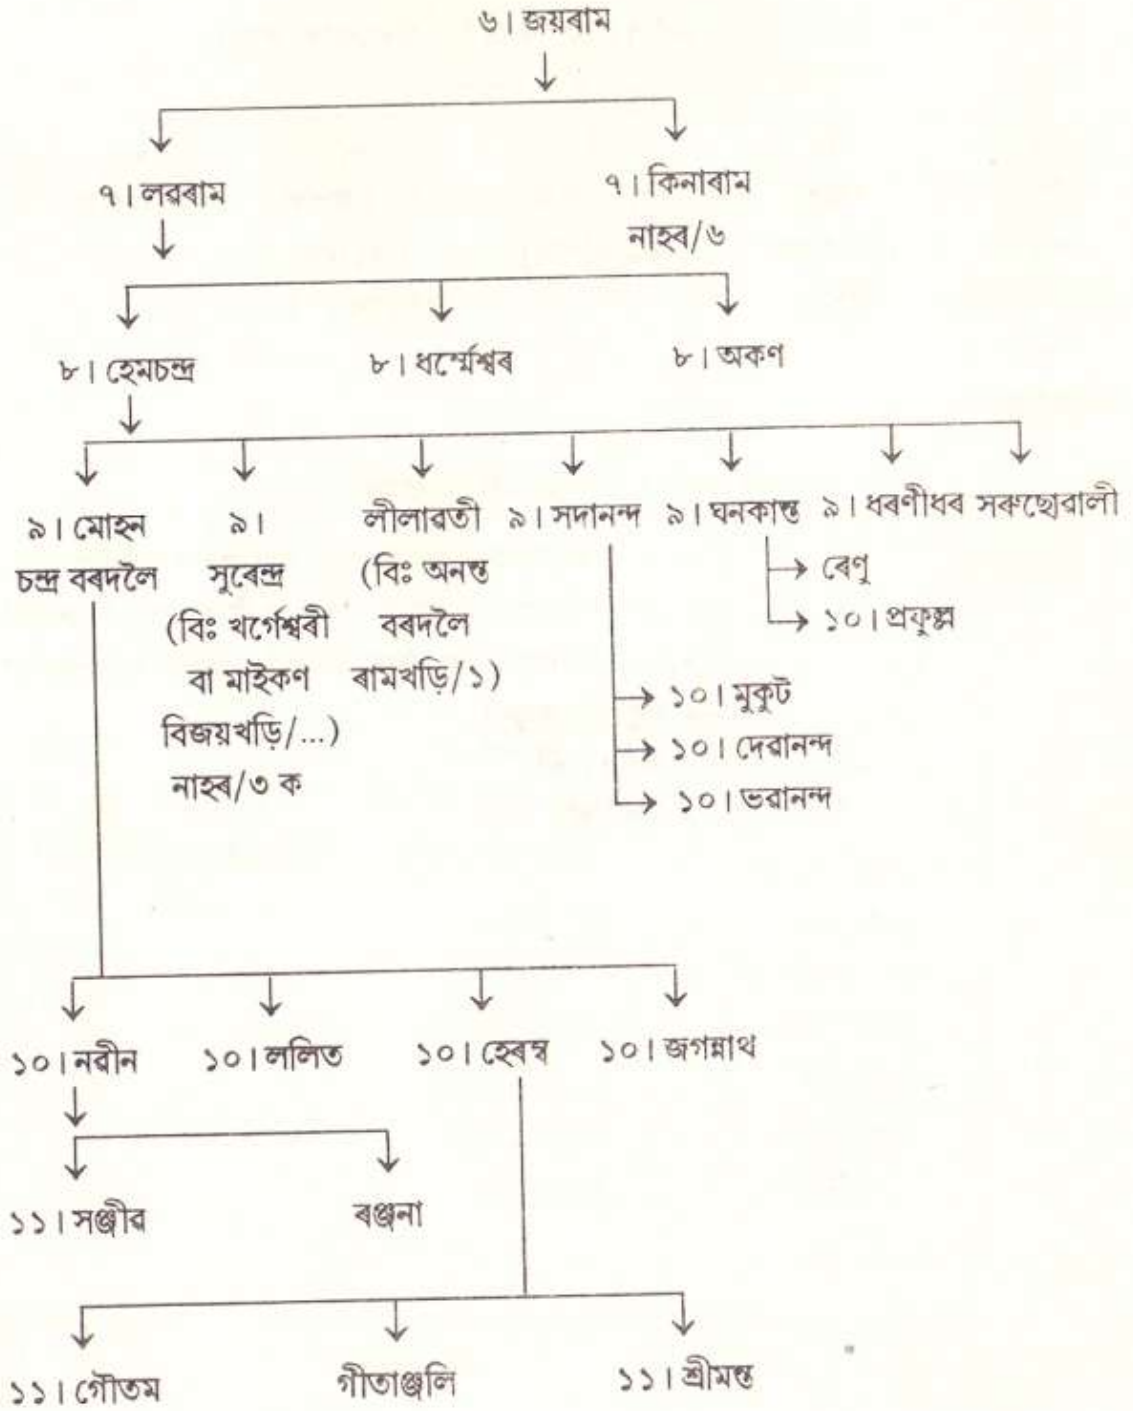 ৬। জয়ৰাম
৭। লৱৰাম
৭। কিনাৰাম
নাহৰ/৬
৮। হেমচন্দ্ৰ
৮। ধৰ্ম্মেশ্বৰ
৮। অকণ
৯। মোহন
চন্দ্ৰ বৰদলৈ
৯।
সুৰেন্দ্ৰ
(বিঃ খৰ্গেশ্বৰী
বা মাইকণ
বিজয়খড়ি/...)
নাহৰ/৩ ক
লীলাৱতী
(বিঃ অনন্ত
বৰদলৈ
ৰামখড়ি/১)
৯। সদানন্দ
৯। ঘনকান্ত
৯। ধৰণীধৰ
সৰুছোৱালী
ৰেণু
১০। প্ৰফুল্ল
১০। মুকুট
১০। দেৱানন্দ
১০। ভৱানন্দ
১০। নৱীন
১০। ললিত
১০। হেৰম্ব
১০। জগন্নাথ
১১। সঞ্জীৱ
ৰঞ্জনা
১১। গৌতম
গীতাঞ্জলি
১১। শ্ৰীমন্ত